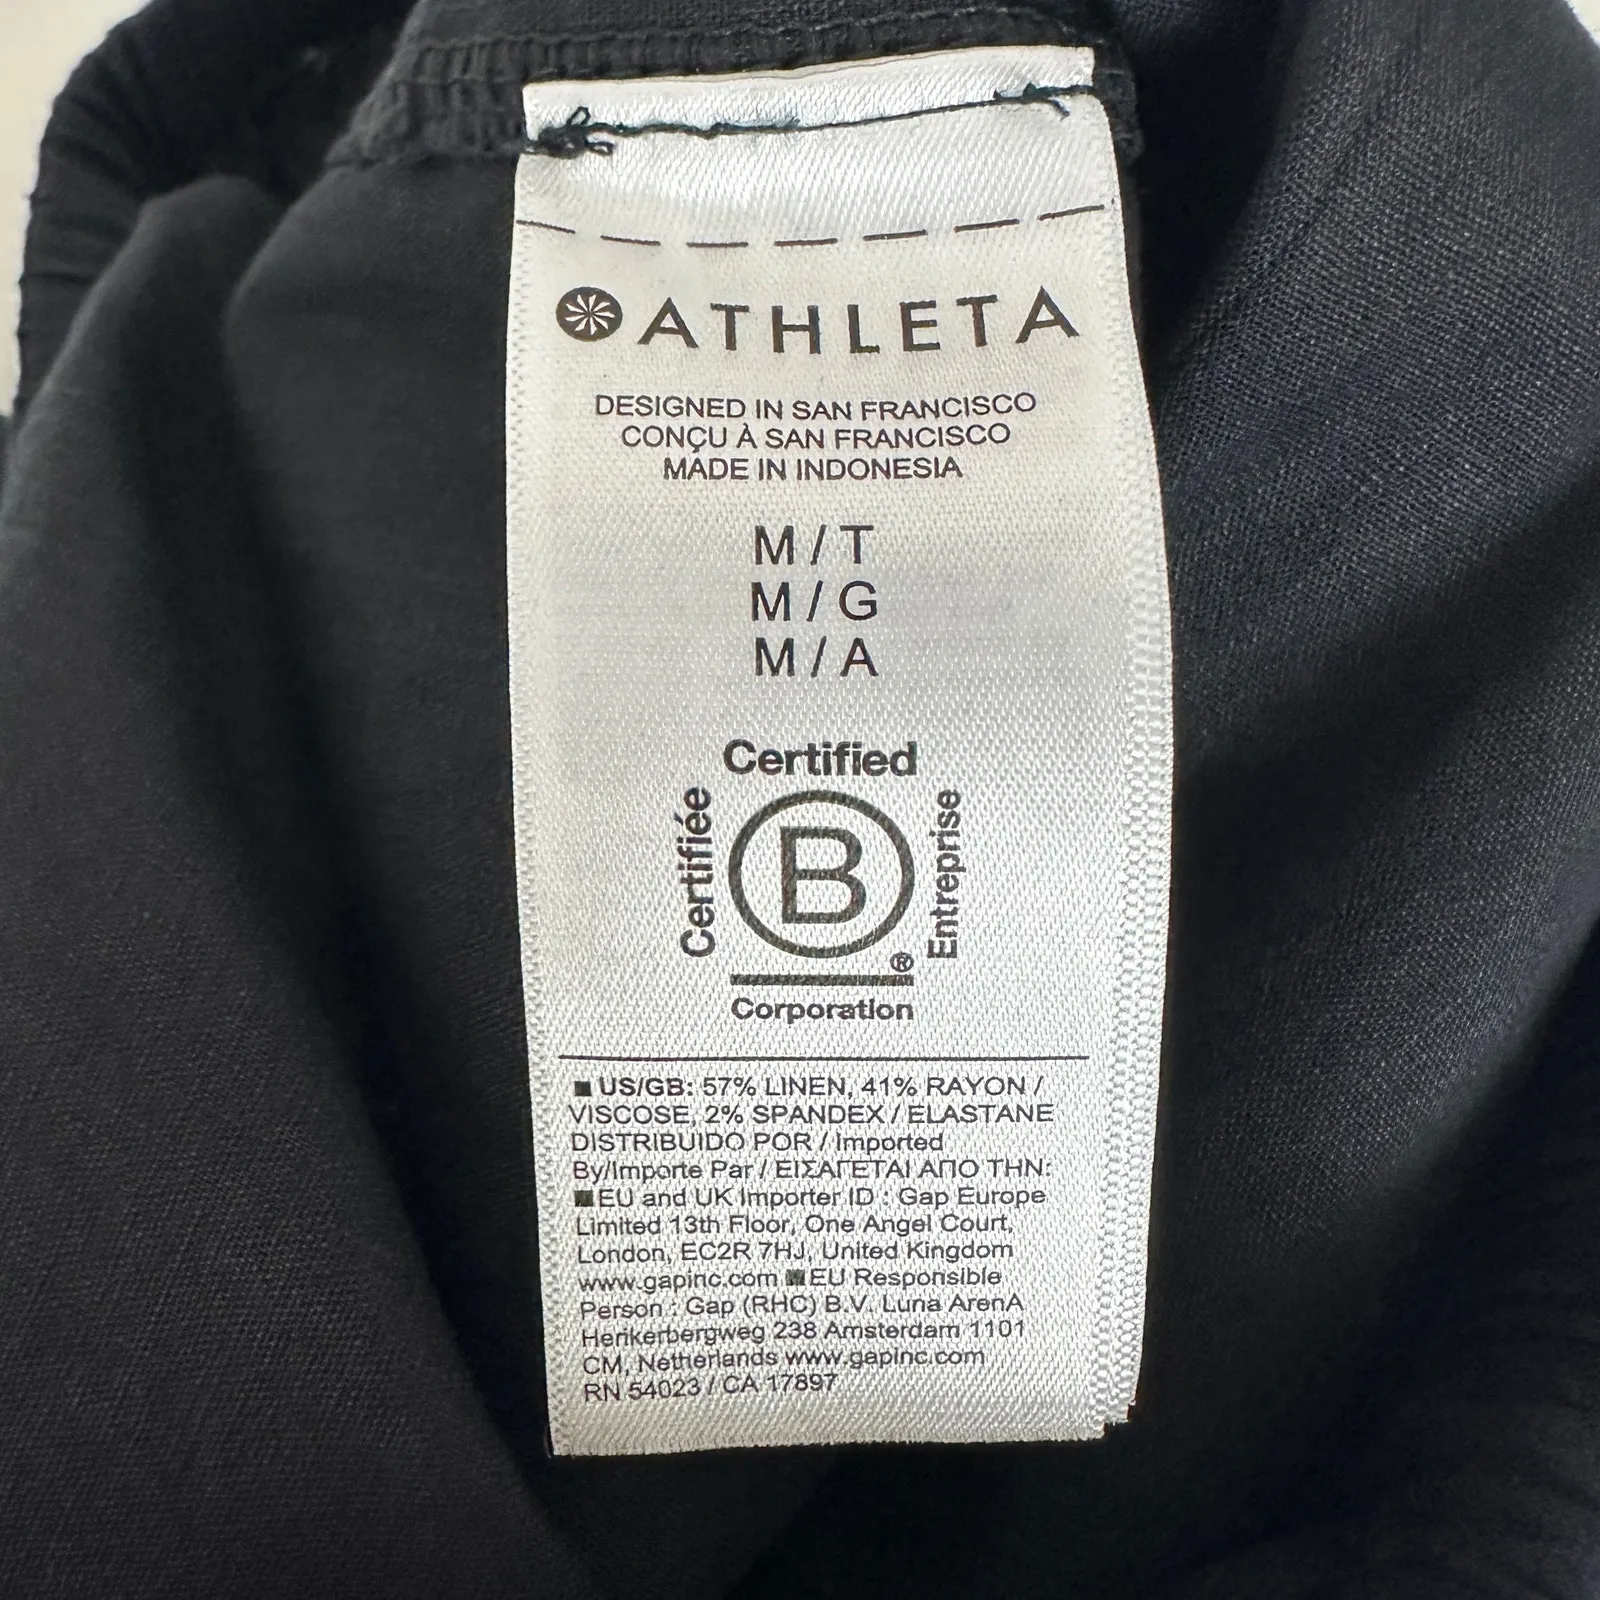 ATHLETA
DESIGNED IN SAN FRANCISCO
CONÇU À SAN FRANCISCO
MADE IN INDONESIA
M / T
M / G
M / A
Certified
Certifiée
B
Entreprise
®
Corporation
US/GB: 57% LINEN, 41% RAYON /
VISCOSE, 2% SPANDEX / ELASTANE
DISTRIBUIDO POR / Imported
By/Importe Par / ΕΙΣΑΓΕΤΑΙ ΑΠΟ ΤΗΝ:
EU and UK Importer ID : Gap Europe
Limited 13th Floor, One Angel Court,
London, EC2R 7HJ, United Kingdom
www.gapinc.com EU Responsible
Person : Gap (RHC) B.V. Luna ArenA
Herikerbergweg 238 Amsterdam 1101
CM, Netherlands www.gapinc.com
RN 54023 / CA 17897